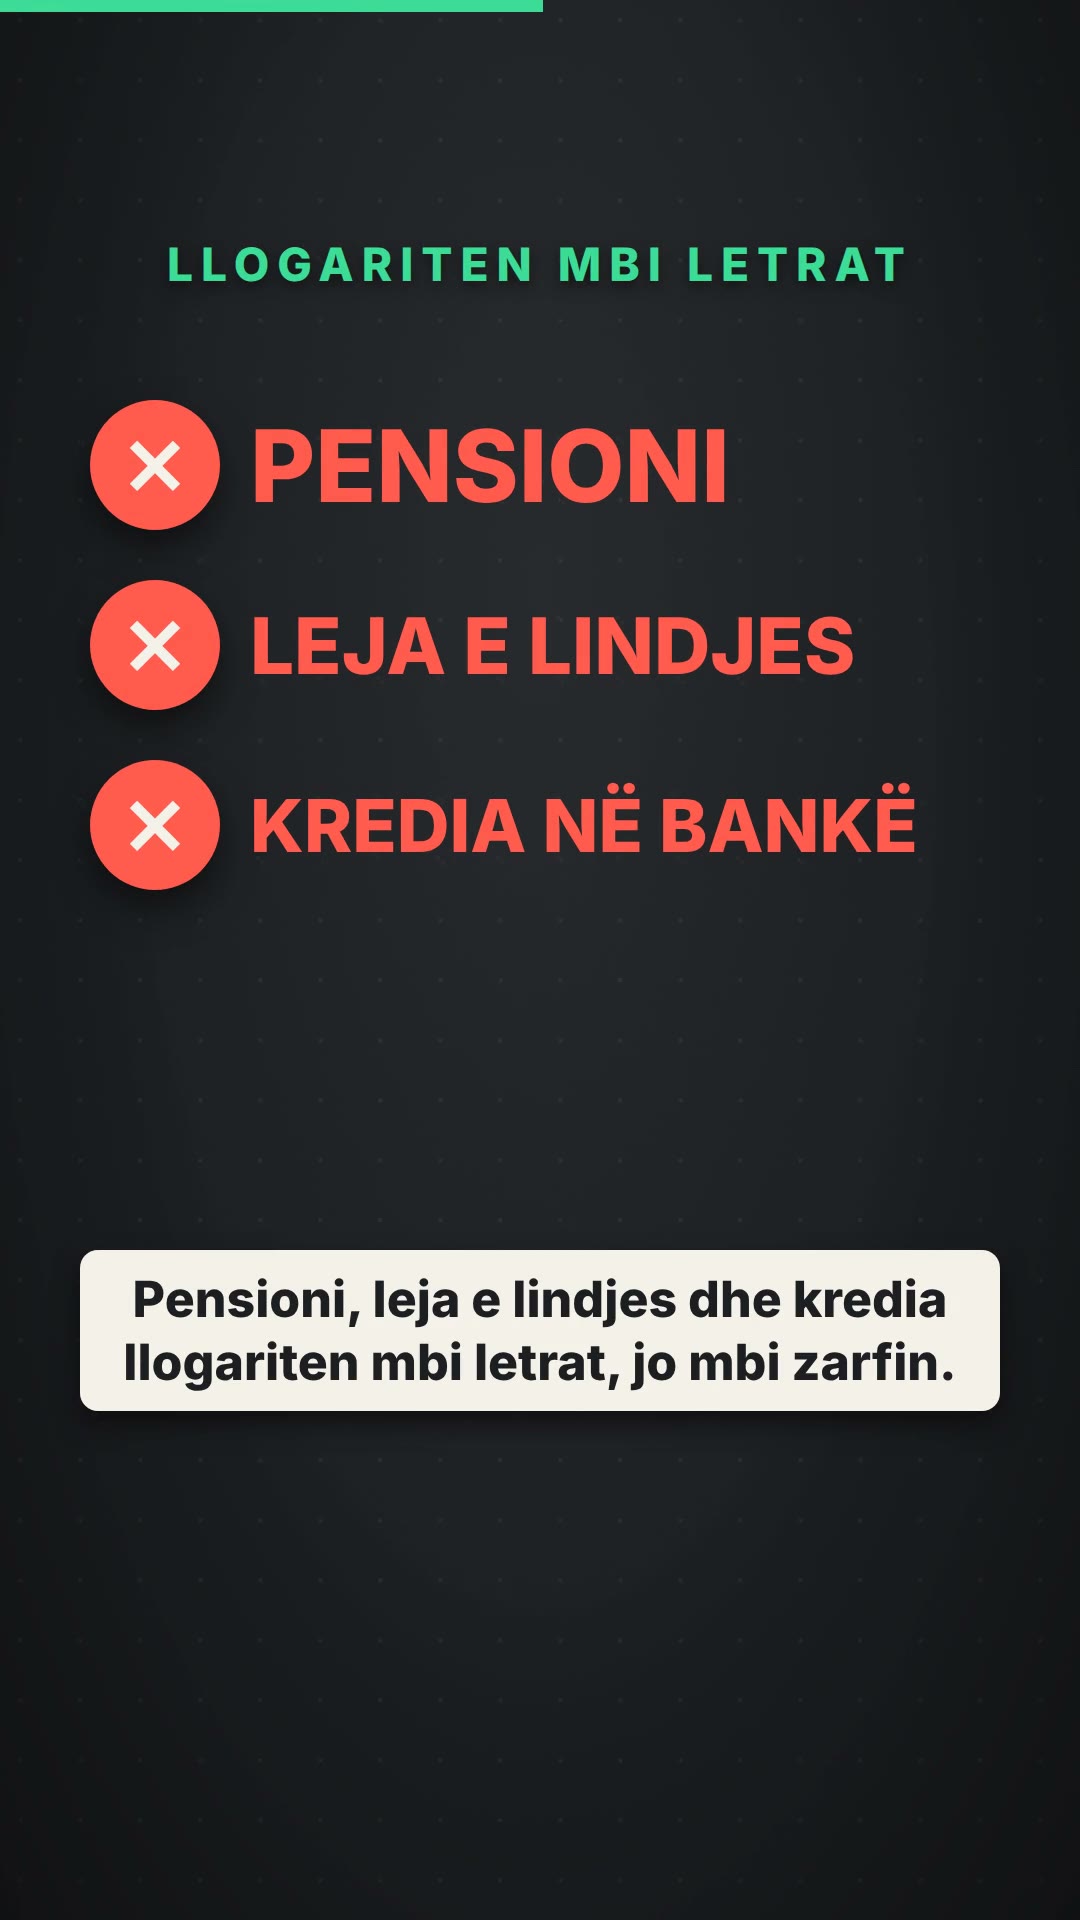 LLOGARITEN MBI LETRAT
PENSIONI
LEJA E LINDJES
KREDIA NË BANKË
Pensioni, leja e lindjes dhe kredia
llogariten mbi letrat, jo mbi zarfin.